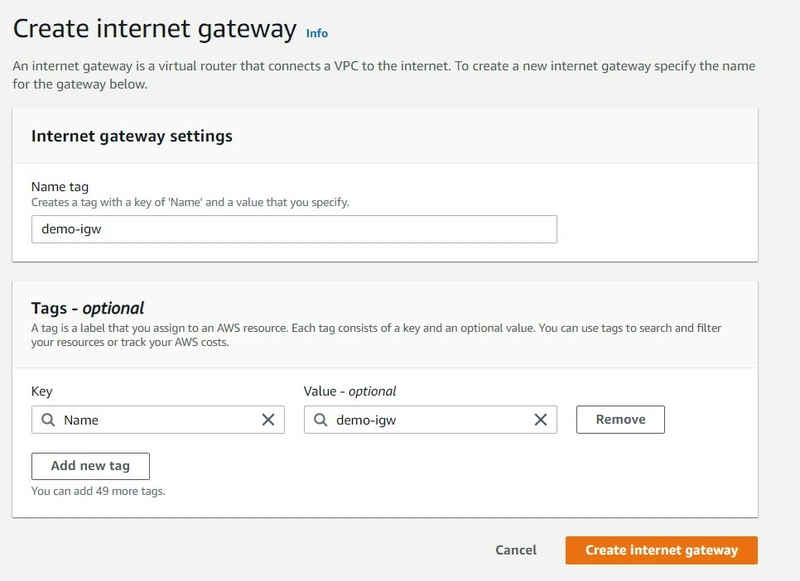 Create internet gateway Info
An internet gateway is a virtual router that connects a VPC to the internet. To create a new internet gateway specify the name
for the gateway below.
Internet gateway settings
Name tag
Creates a tag with a key of 'Name' and a value that you specify.
demo-igw
Tags - optional
A tag is a label that you assign to an AWS resource. Each tag consists of a key and an optional value. You can use tags to search and filter
your resources or track your AWS costs.
Key Value - optional
Name demo-igw Remove
Add new tag
You can add 49 more tags.
Cancel Create internet gateway